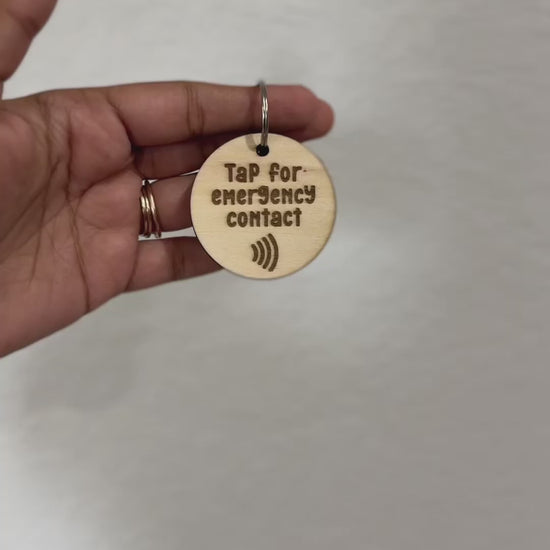 Tap for
emergency
contact